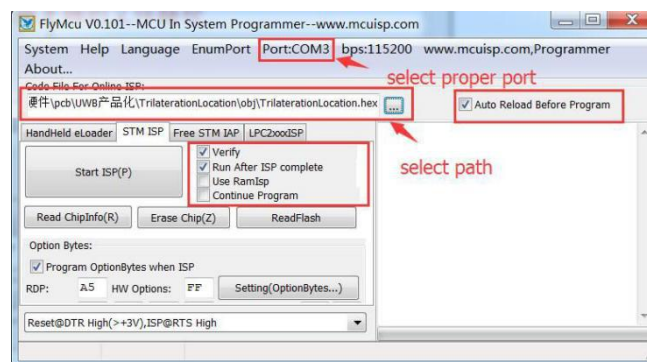 FlyMcu V0.101--MCU In System Programmer--www.mcuisp.com
System Help Language EnumPort Port:COM3 bps:115200 www.mcuisp.com,Programmer
About...
select proper port
Code File For Online ISP:
硬件\pcb\UWB产品化\TrilaterationLocation\obj\TrilaterationLocation.hex ... Auto Reload Before Program
HandHeld eLoader STM ISP Free STM IAP LPC2xxxISP
select path
Start ISP(P)
Verify
Run After ISP complete
Use RamIsp
Continue Program
Read ChipInfo(R) Erase Chip(Z) ReadFlash
Option Bytes:
Program OptionBytes when ISP
RDP: A5 HW Options: FF Setting(OptionBytes...)
Reset@DTR High(>+3V),ISP@RTS High